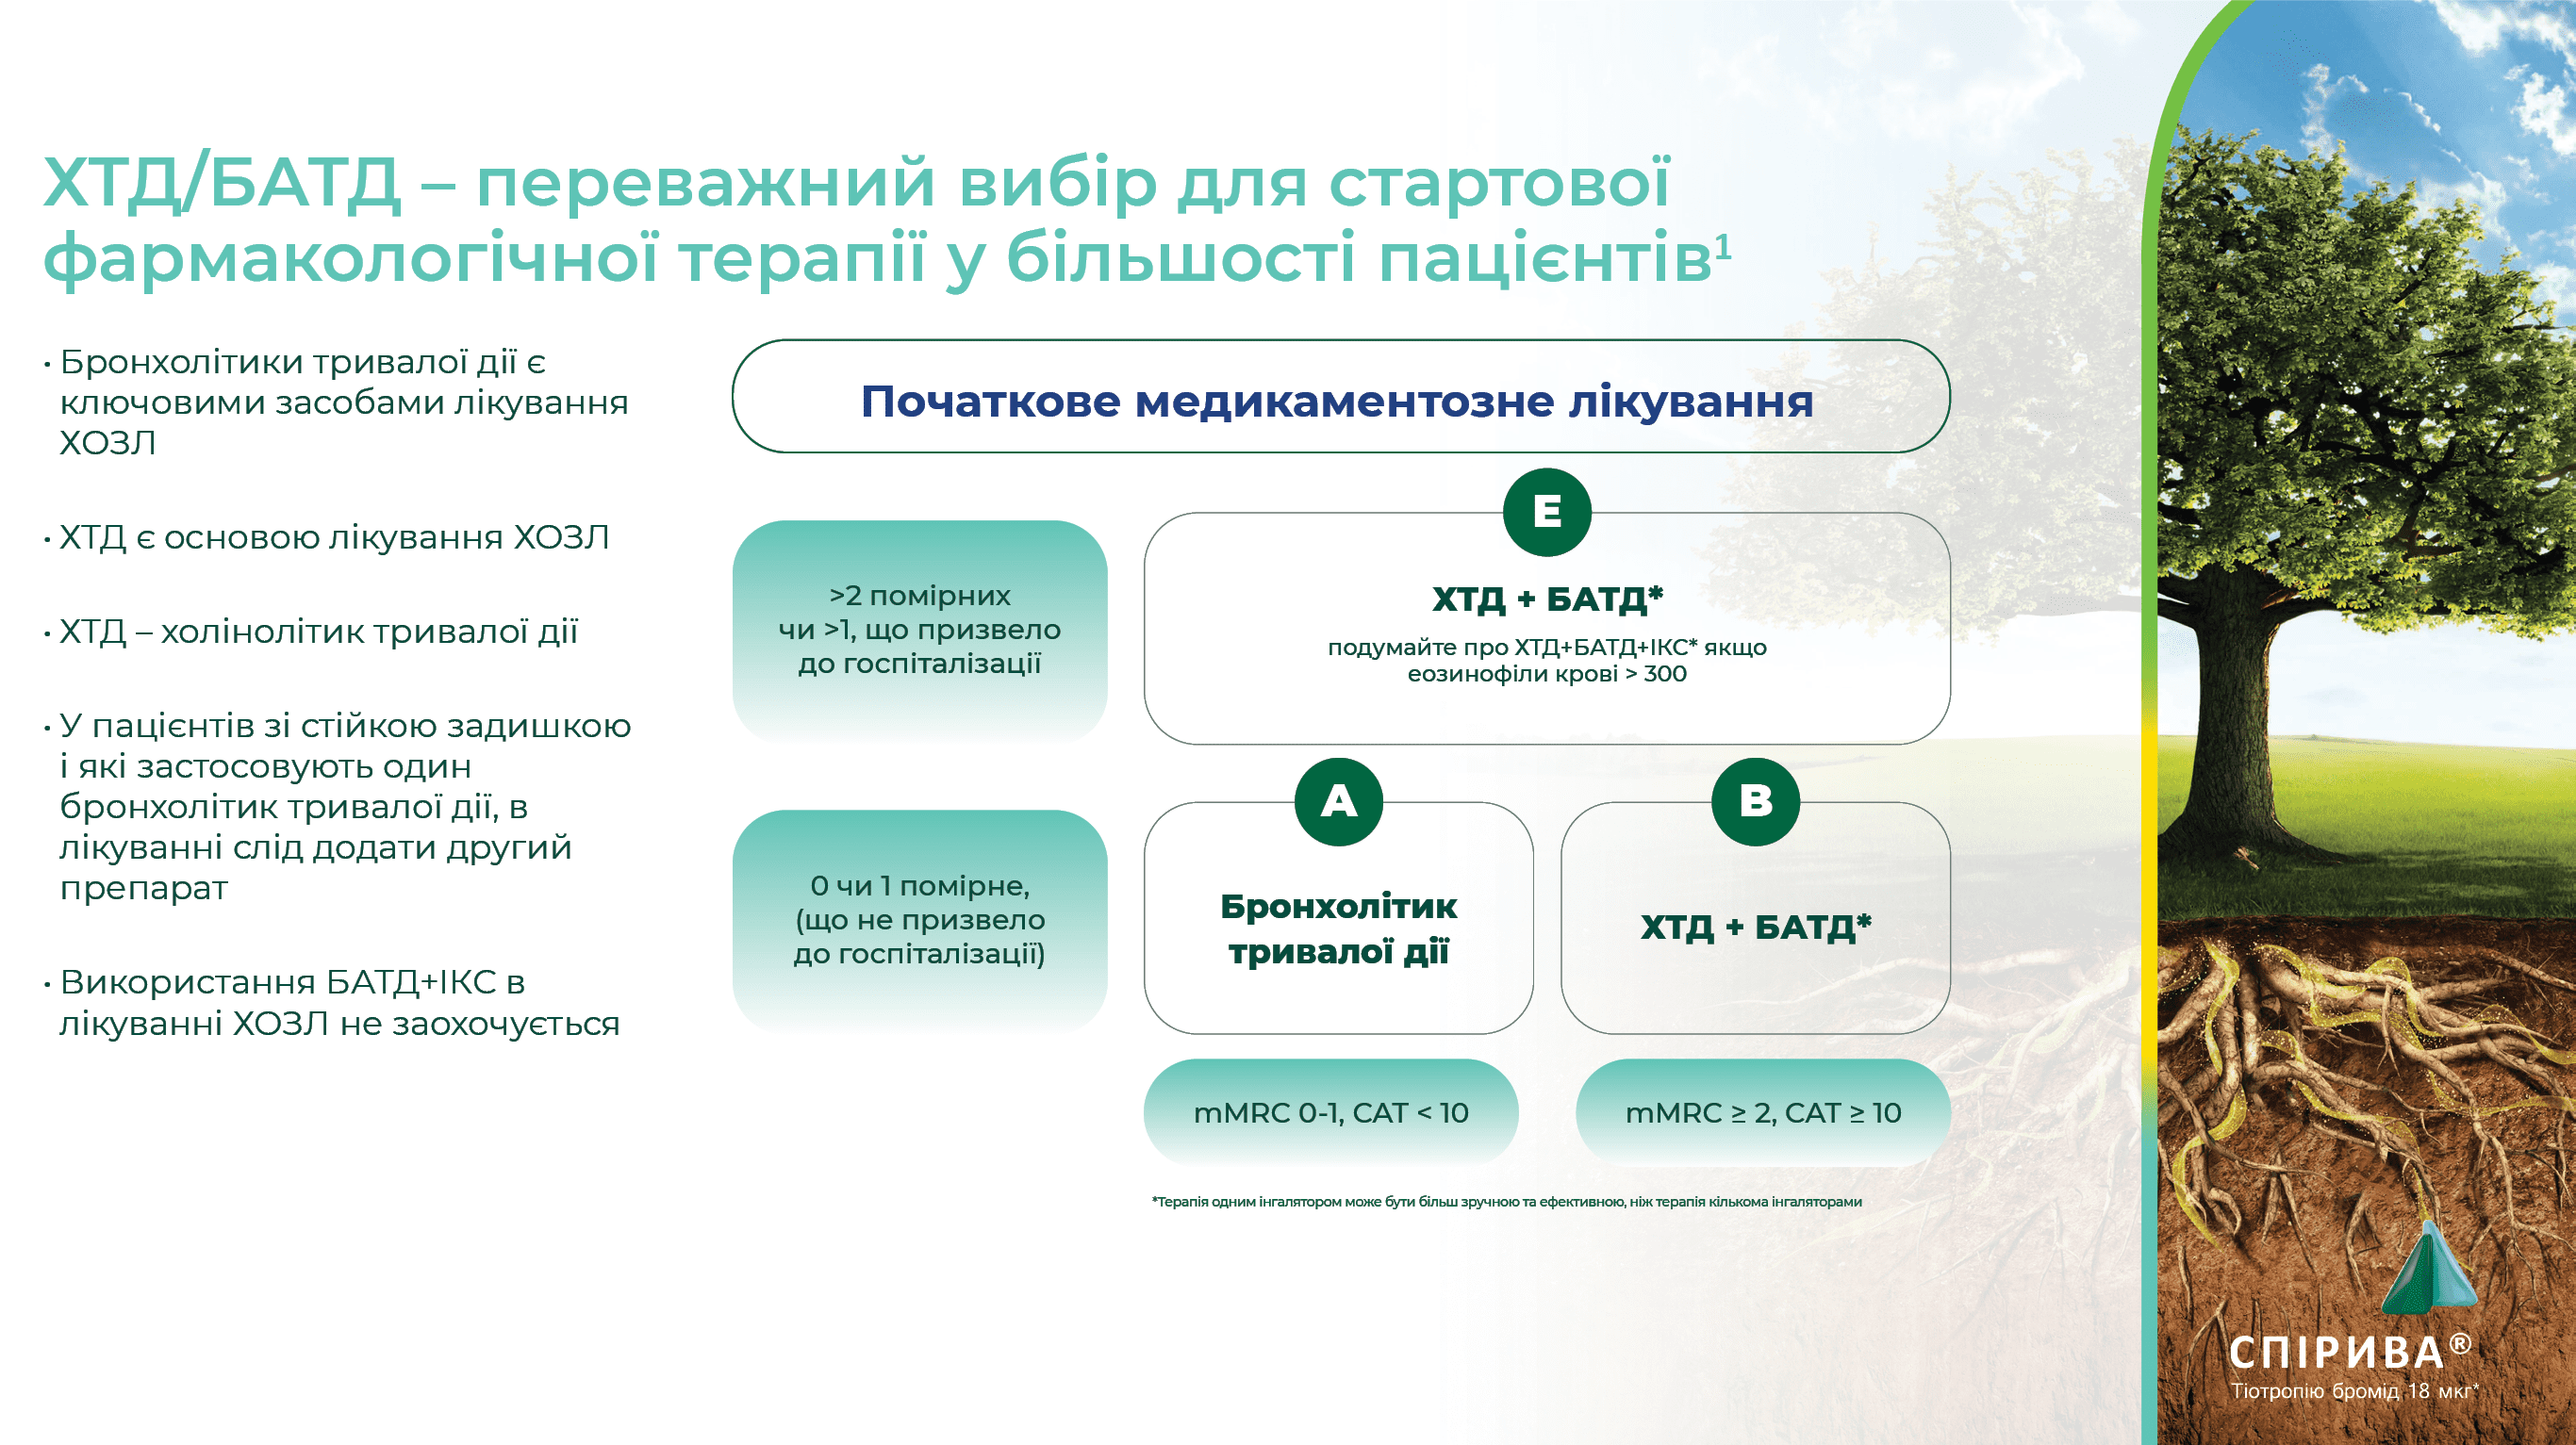 ХТД/БАТД – переважний вибір для стартової
фармакологічної терапії у більшості пацієнтів¹
· Бронхолітики тривалої дії є
ключовими засобами лікування
ХОЗЛ
· ХТД є основою лікування ХОЗЛ
· ХТД – холінолітик тривалої дії
· У пацієнтів зі стійкою задишкою
і які застосовують один
бронхолітик тривалої дії, в
лікуванні слід додати другий
препарат
· Використання БАТД+ІКС в
лікуванні ХОЗЛ не заохочується
Початкове медикаментозне лікування
>2 помірних
чи >1, що призвело
до госпіталізації
E
ХТД + БАТД*
подумайте про ХТД+БАТД+ІКС* якщо
еозинофіли крові > 300
0 чи 1 помірне,
(що не призвело
до госпіталізації)
A
Бронхолітик
тривалої дії
B
ХТД + БАТД*
mMRC 0-1, CAT < 10
mMRC ≥ 2, CAT ≥ 10
*Терапія одним інгалятором може бути більш зручною та ефективною, ніж терапія кількома інгаляторами
СПІРИВА®
Тіотропію бромід 18 мкг*